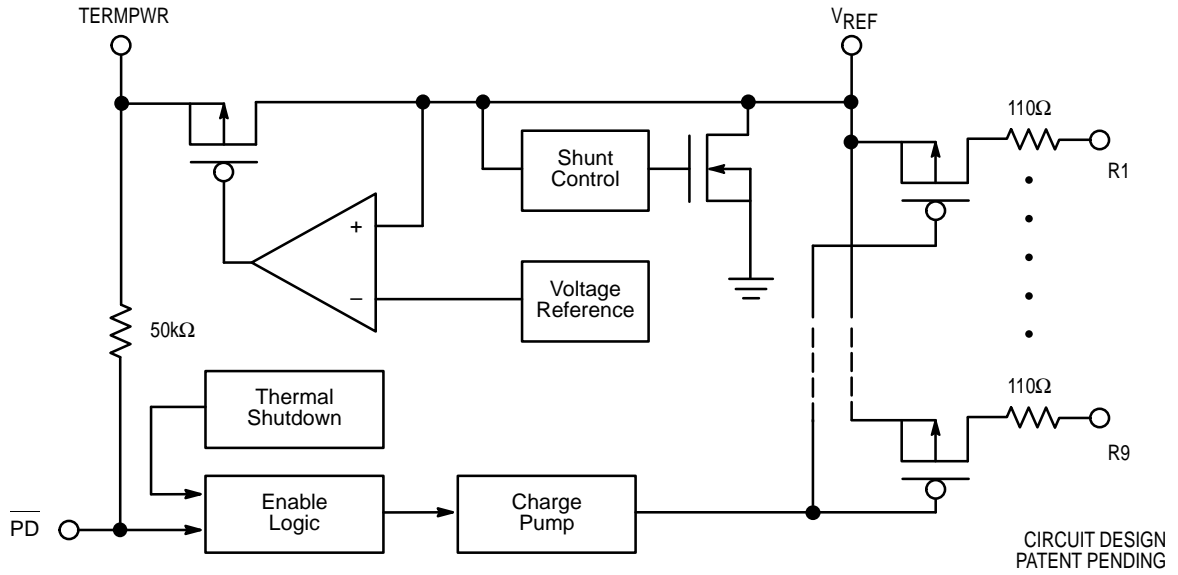 TERMPWR
VREF
110Ω
R1
Shunt
Control
+
−
Voltage
Reference
50kΩ
Thermal
Shutdown
110Ω
R9
PD
Enable
Logic
Charge
Pump
CIRCUIT DESIGN
PATENT PENDING